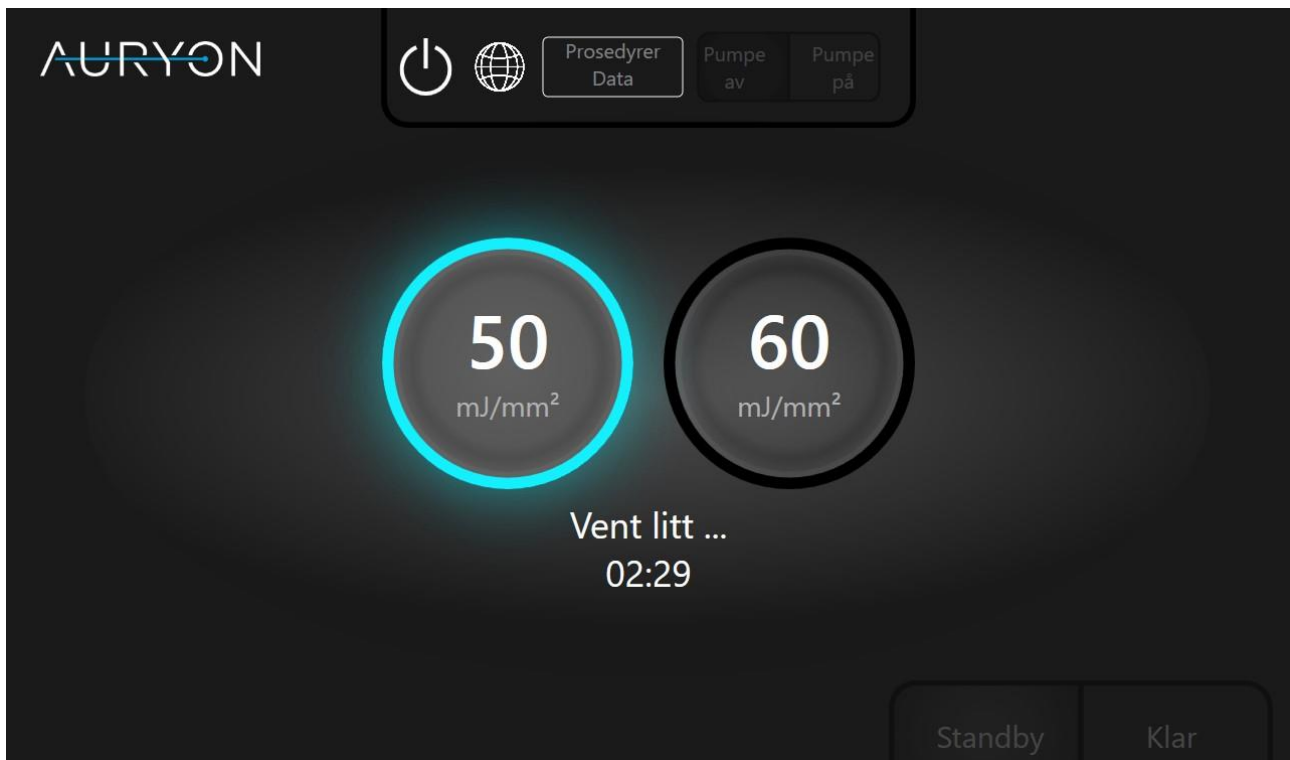 AURYON
Prosedyrer
Data
Pumpe
av
Pumpe
på
50
mJ/mm²
60
mJ/mm²
Vent litt ...
02:29
Standby
Klar